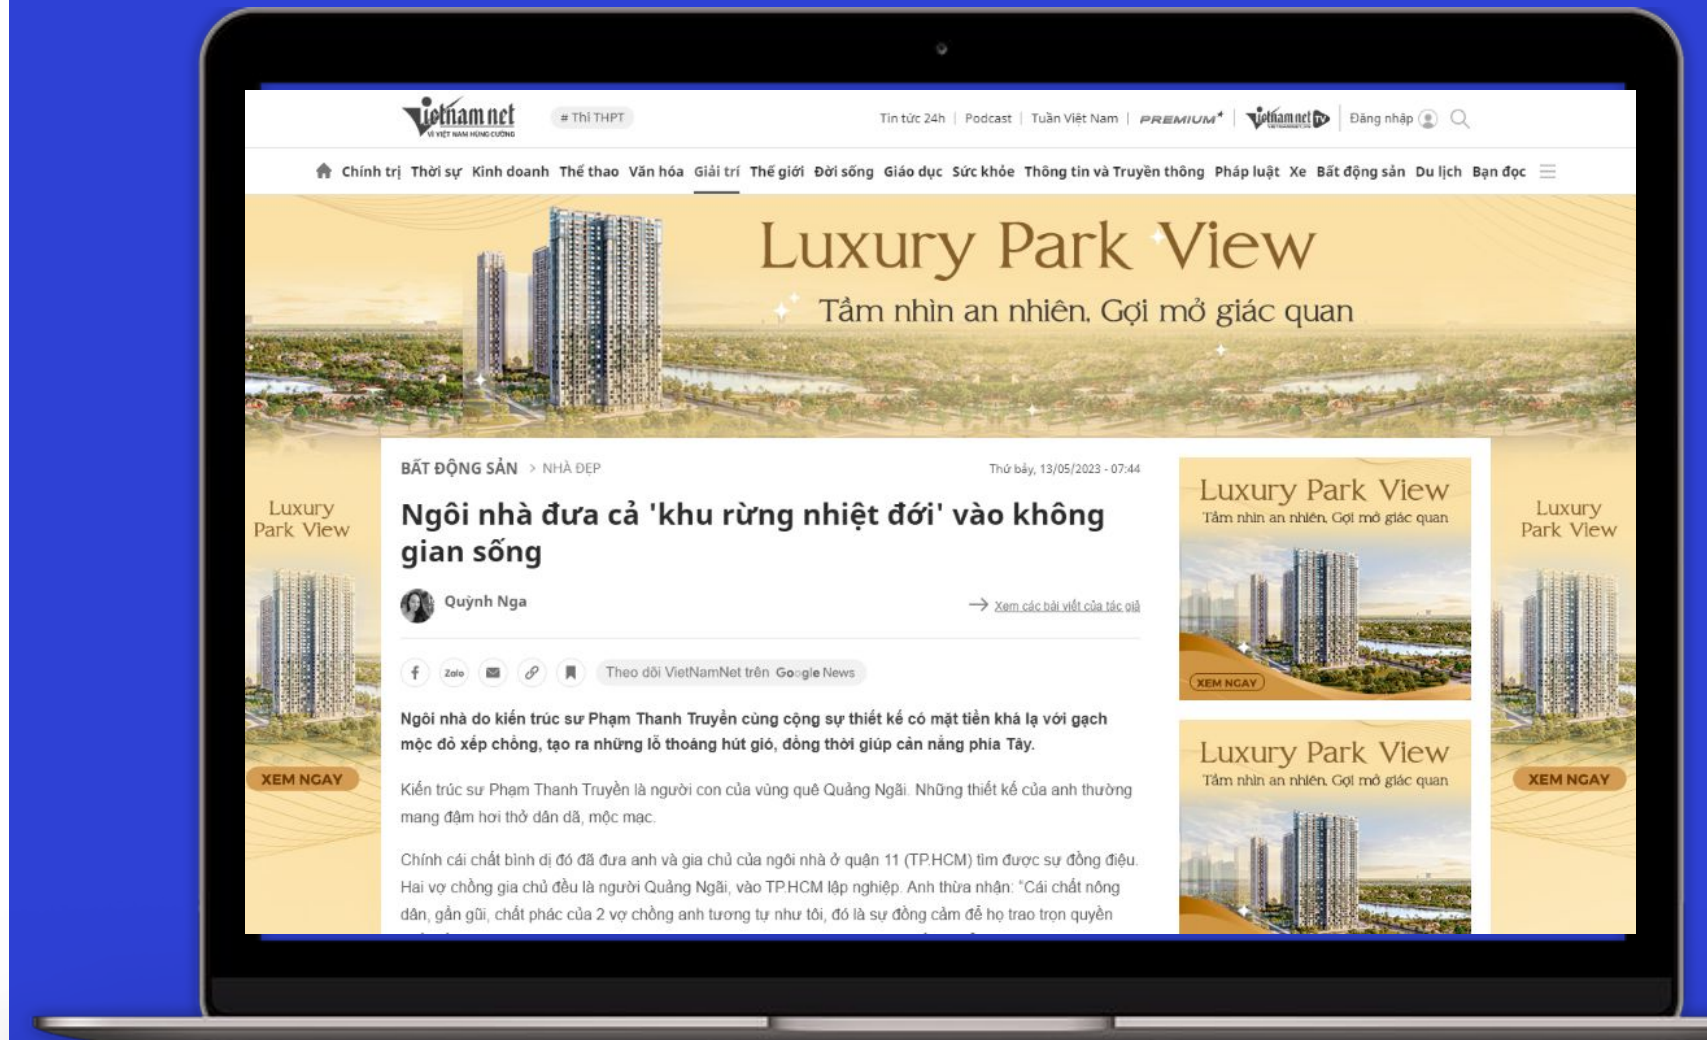 Vietnam net
VÌ VIỆT NAM HÙNG CƯỜNG
# Thi THPT
Tin tức 24h | Podcast | Tuần Việt Nam | PREMIUM | Vietnam net TV | Đăng nhập
Chính trị Thời sự Kinh doanh Thể thao Văn hóa Giải trí Thế giới Đời sống Giáo dục Sức khỏe Thông tin và Truyền thông Pháp luật Xe Bất động sản Du lịch Bạn đọc
Luxury Park View
Tầm nhìn an nhiên, Gợi mở giác quan
BẤT ĐỘNG SẢN > NHÀ ĐẸP
Thứ bảy, 13/05/2023 - 07:44
Ngôi nhà đưa cả 'khu rừng nhiệt đới' vào không
gian sống
Quỳnh Nga
Xem các bài viết của tác giả
Zalo
Theo dõi VietNamNet trên Google News
Ngôi nhà do kiến trúc sư Phạm Thanh Truyền cùng cộng sự thiết kế có mặt tiền khá lạ với gạch
mộc đỏ xếp chồng, tạo ra những lỗ thoáng hút gió, đồng thời giúp cản nắng phía Tây.
Kiến trúc sư Phạm Thanh Truyền là người con của vùng quê Quảng Ngãi. Những thiết kế của anh thường
mang đậm hơi thở dân dã, mộc mạc.
Chính cái chất bình dị đó đã đưa anh và gia chủ của ngôi nhà ở quận 11 (TP.HCM) tìm được sự đồng điệu.
Hai vợ chồng gia chủ đều là người Quảng Ngãi, vào TP.HCM lập nghiệp. Anh thừa nhận: "Cái chất nông
dân, gần gũi, chất phác của 2 vợ chồng anh tương tự như tôi, đó là sự đồng cảm để họ trao trọn quyền
Luxury
Park View
XEM NGAY
Luxury Park View
Tầm nhìn an nhiên, Gợi mở giác quan
XEM NGAY
Luxury Park View
Tầm nhìn an nhiên, Gợi mở giác quan
Luxury
Park View
XEM NGAY